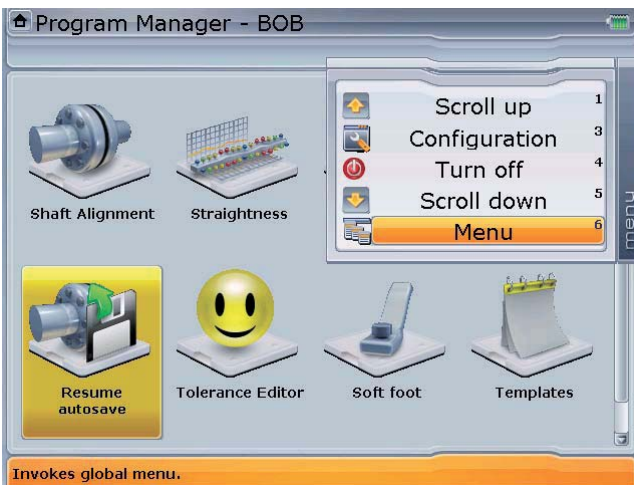 Program Manager - BOB
Scroll up 1
Configuration 3
Turn off 4
Scroll down 5
Menu 6
menu
Shaft Alignment
Straightness
Resume
autosave
Tolerance Editor
Soft foot
Templates
Invokes global menu.